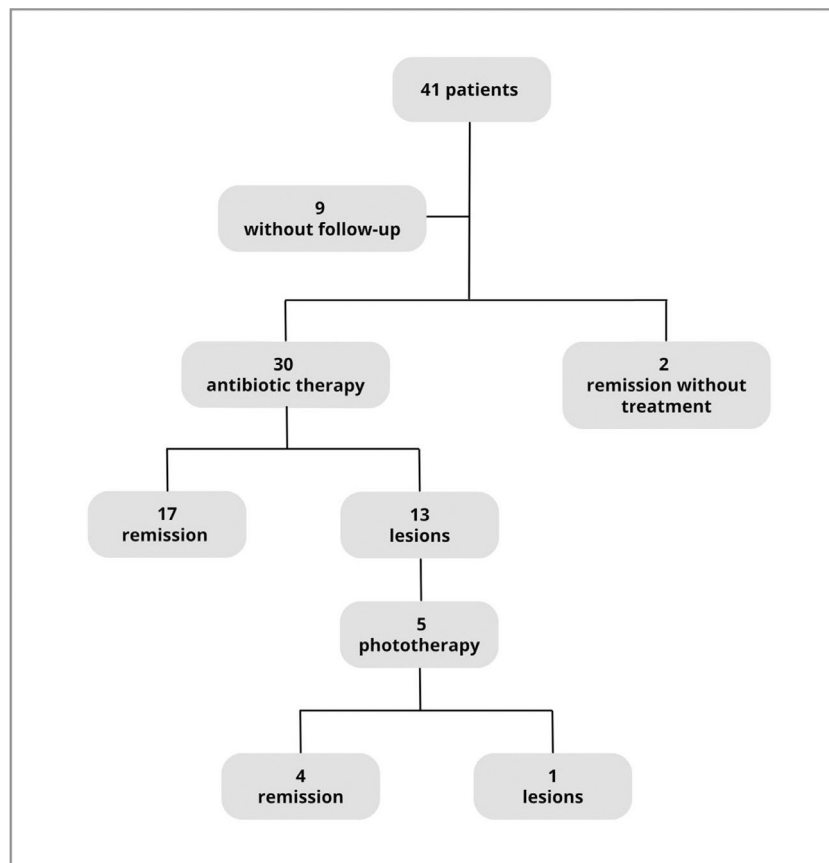 41 patients
9
without follow-up
30
antibiotic therapy
2
remission without
treatment
17
remission
13
lesions
5
phototherapy
4
remission
1
lesions